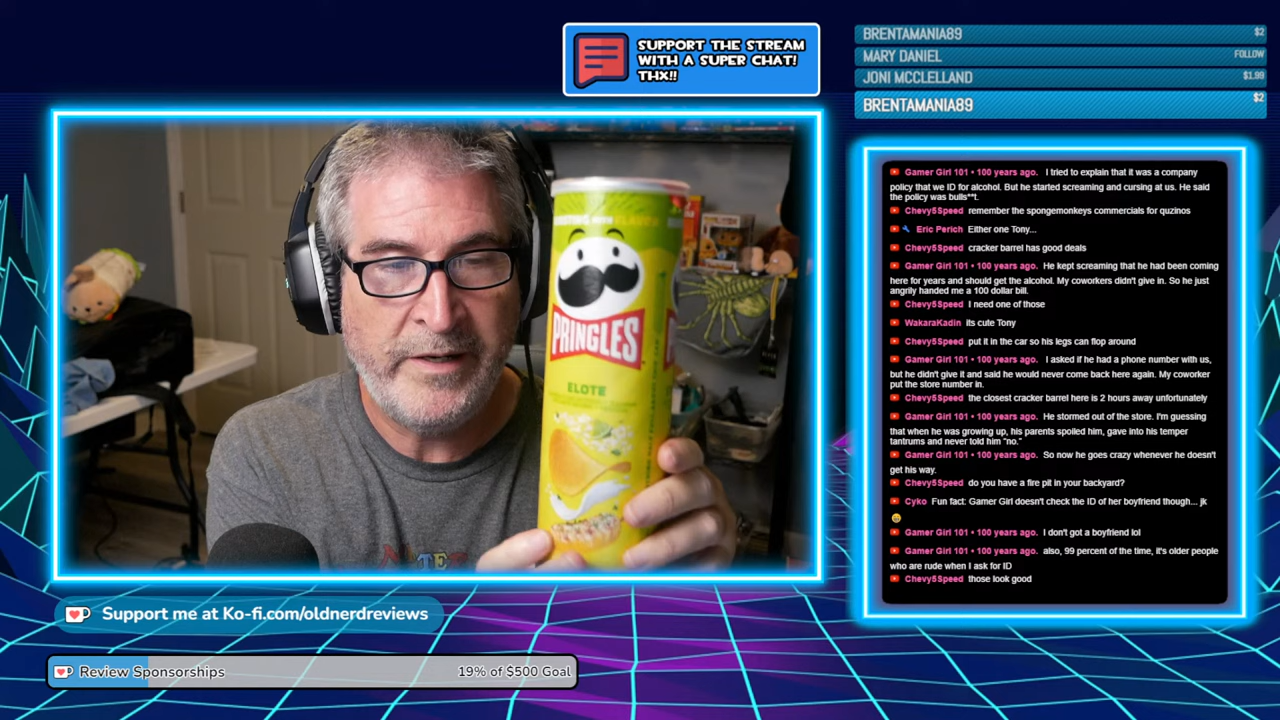 SUPPORT THE STREAM
WITH A SUPER CHAT!
THX!!
BRENTAMANIA89 $2
MARY DANIEL FOLLOW
JONI MCCLELLAND $1.99
BRENTAMANIA89 $2
PRINGLES
ELOTE
Gamer Girl 101 • 100 years ago. I tried to explain that it was a company
policy that we ID for alcohol. But he started screaming and cursing at us. He said
the policy was bulls**t.
Chevy5Speed remember the spongemonkeys commercials for quzinos
Eric Perich Either one Tony...
Chevy5Speed cracker barrel has good deals
Gamer Girl 101 • 100 years ago. He kept screaming that he had been coming
here for years and should get the alcohol. My coworkers didn't give in. So he just
angrily handed me a 100 dollar bill.
Chevy5Speed I need one of those
WakaraKadin its cute Tony
Chevy5Speed put it in the car so his legs can flop around
Gamer Girl 101 • 100 years ago. I asked if he had a phone number with us,
but he didn't give it and said he would never come back here again. My coworker
put the store number in.
Chevy5Speed the closest cracker barrel here is 2 hours away unfortunately
Gamer Girl 101 • 100 years ago. He stormed out of the store. I'm guessing
that when he was growing up, his parents spoiled him, gave into his temper
tantrums and never told him "no."
Gamer Girl 101 • 100 years ago. So now he goes crazy whenever he doesn't
get his way.
Chevy5Speed do you have a fire pit in your backyard?
Cyko Fun fact: Gamer Girl doesn't check the ID of her boyfriend though... jk
Gamer Girl 101 • 100 years ago. I don't got a boyfriend lol
Gamer Girl 101 • 100 years ago. also, 99 percent of the time, it's older people
who are rude when I ask for ID
Chevy5Speed those look good
Support me at Ko-fi.com/oldnerdreviews
Review Sponsorships 19% of $500 Goal